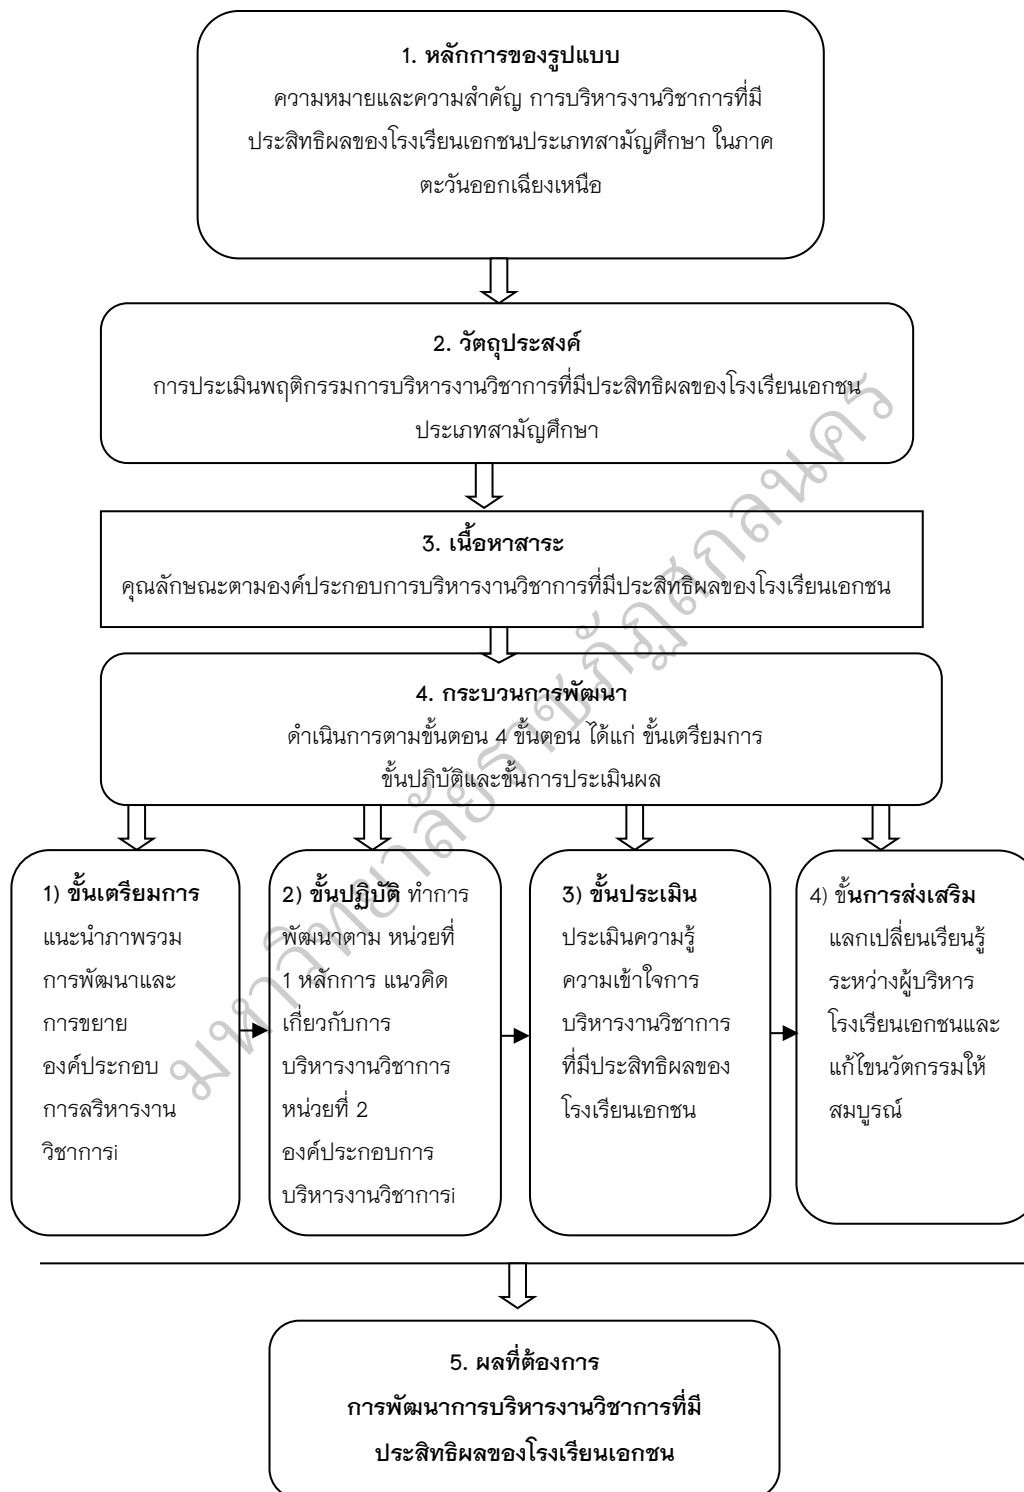 1. หลักการของรูปแบบ
ความหมายและความสำคัญ การบริหารงานวิชาการที่มี
ประสิทธิผลของโรงเรียนเอกชนประเภทสามัญศึกษา ในภาค
ตะวันออกเฉียงเหนือ
2. วัตถุประสงค์
การประเมินพฤติกรรมการบริหารงานวิชาการที่มีประสิทธิผลของโรงเรียนเอกชน
ประเภทสามัญศึกษา
3. เนื้อหาสาระ
คุณลักษณะตามองค์ประกอบการบริหารงานวิชาการที่มีประสิทธิผลของโรงเรียนเอกชน
4. กระบวนการพัฒนา
ดำเนินการตามขั้นตอน 4 ขั้นตอน ได้แก่ ขั้นเตรียมการ
ขั้นปฏิบัติและขั้นการประเมินผล
1) ขั้นเตรียมการ
แนะนำภาพรวม
การพัฒนาและ
การขยาย
องค์ประกอบ
การลริหารงาน
วิชาการi
2) ขั้นปฏิบัติ ทำการ
พัฒนาตาม หน่วยที่
1 หลักการ แนวคิด
เกี่ยวกับการ
บริหารงานวิชาการ
หน่วยที่ 2
องค์ประกอบการ
บริหารงานวิชาการi
3) ขั้นประเมิน
ประเมินความรู้
ความเข้าใจการ
บริหารงานวิชาการ
ที่มีประสิทธิผลของ
โรงเรียนเอกชน
4) ขั้นการส่งเสริม
แลกเปลี่ยนเรียนรู้
ระหว่างผู้บริหาร
โรงเรียนเอกชนและ
แก้ไขนวัตกรรมให้
สมบูรณ์
5. ผลที่ต้องการ
การพัฒนาการบริหารงานวิชาการที่มี
ประสิทธิผลของโรงเรียนเอกชน
มหาวิทยาลัยราชภัฏสกลนคร